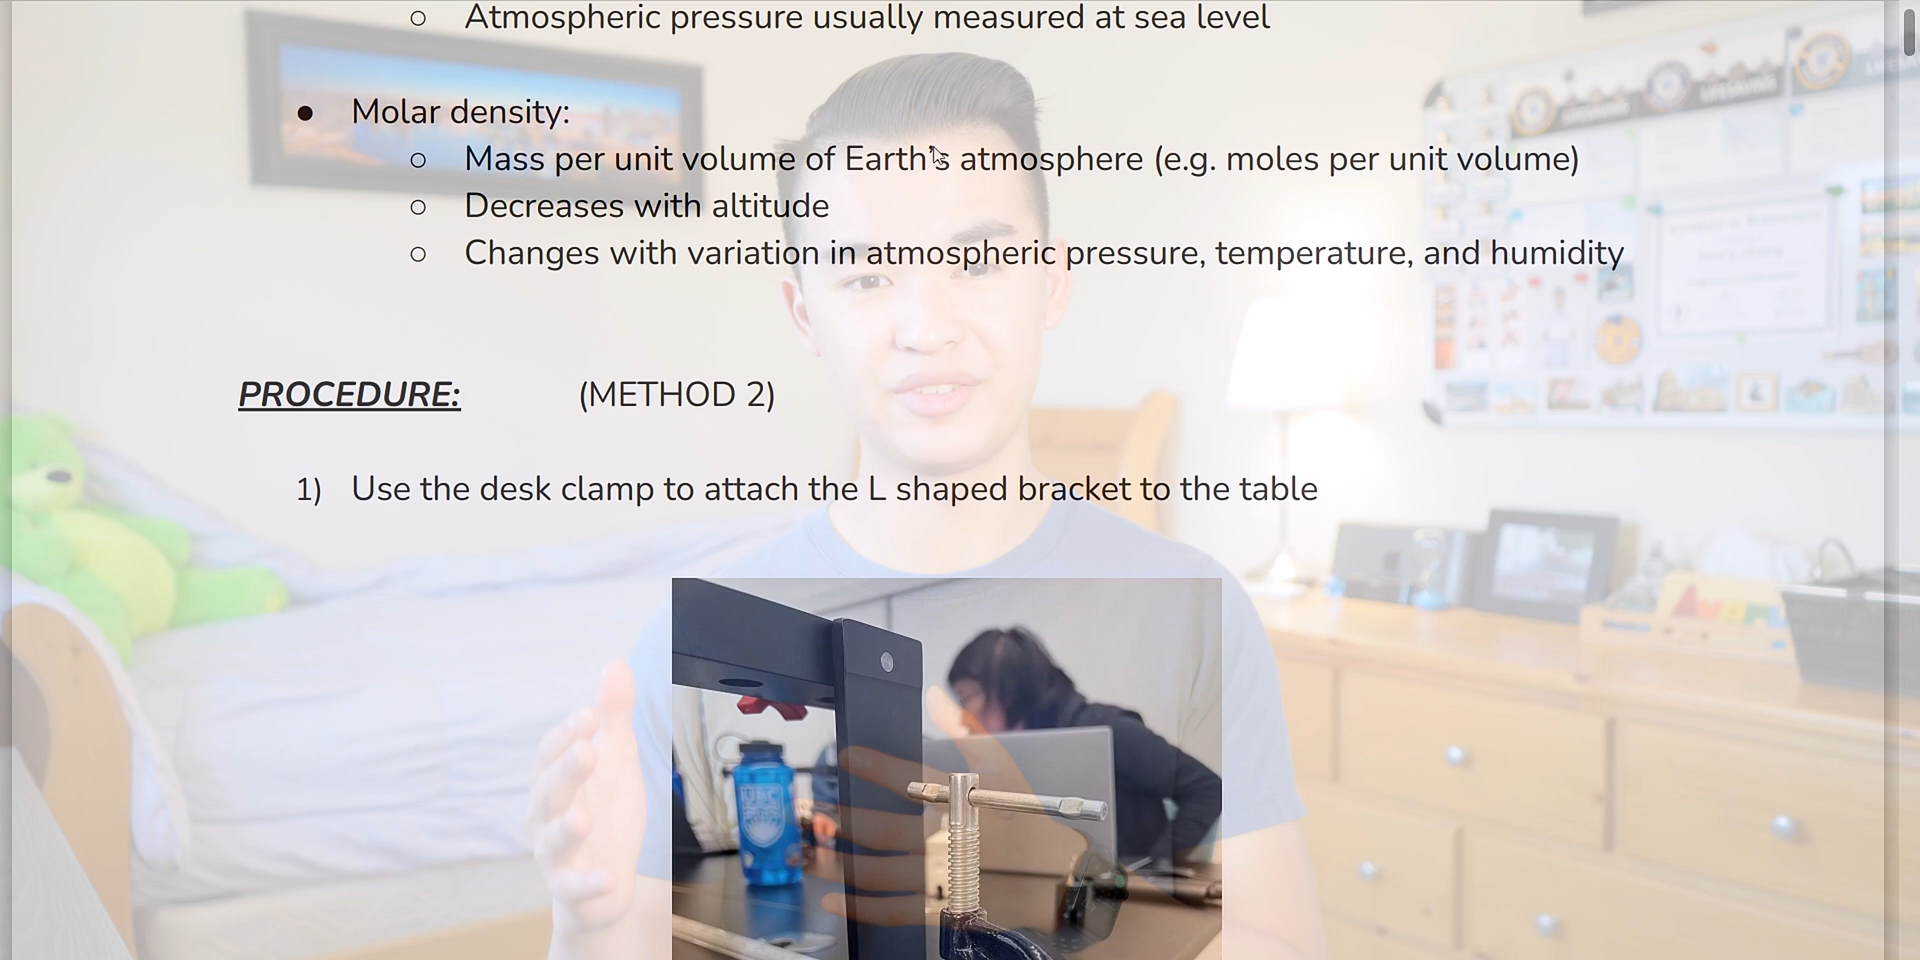 ○ Atmospheric pressure usually measured at sea level
● Molar density:
○ Mass per unit volume of Earth's atmosphere (e.g. moles per unit volume)
○ Decreases with altitude
○ Changes with variation in atmospheric pressure, temperature, and humidity
PROCEDURE: (METHOD 2)
1) Use the desk clamp to attach the L shaped bracket to the table
UBC